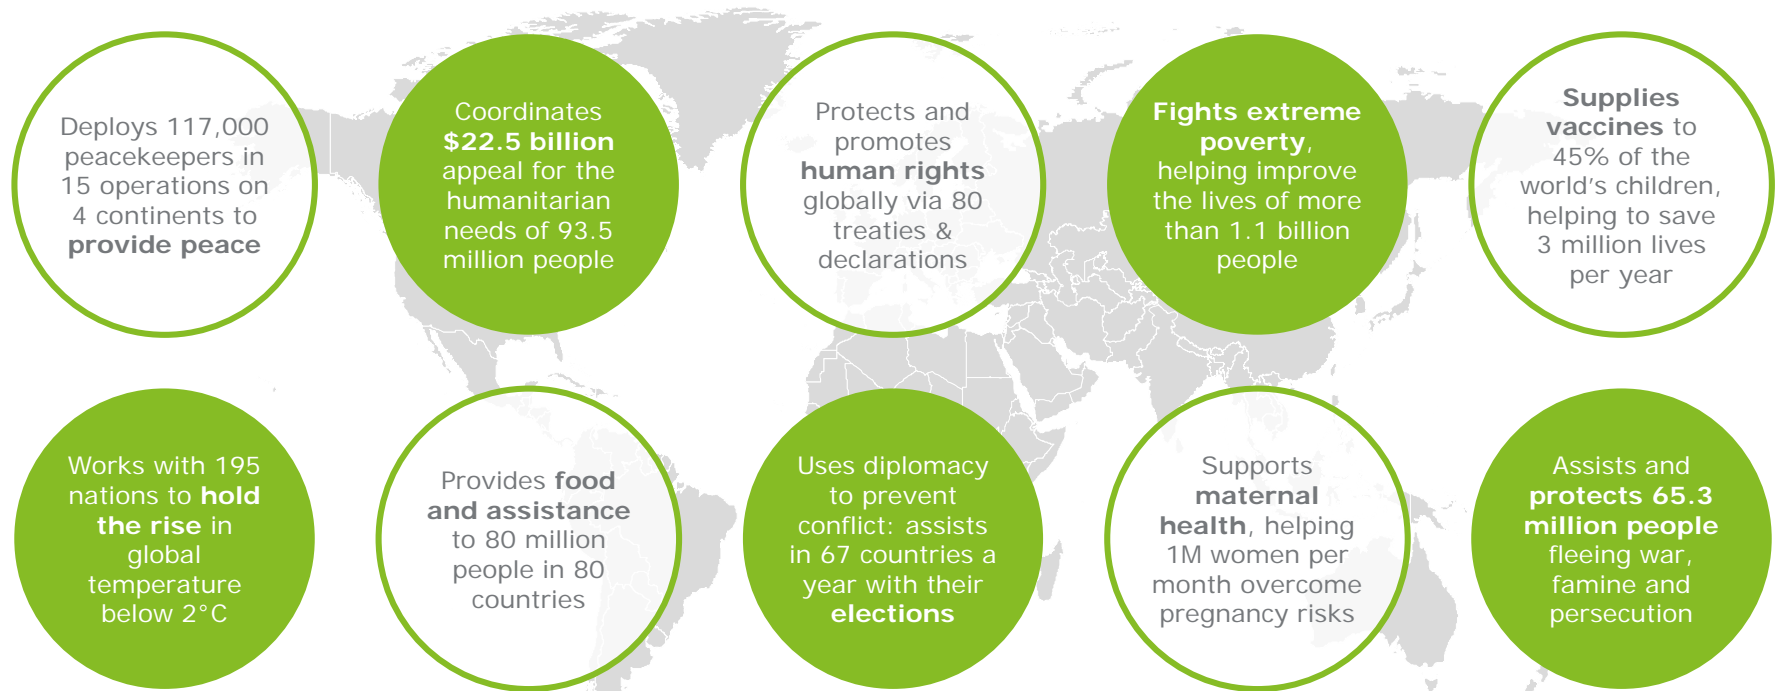 Deploys 117,000
peacekeepers in
15 operations on
4 continents to
provide peace
Coordinates
$22.5 billion
appeal for the
humanitarian
needs of 93.5
million people
Protects and
promotes
human rights
globally via 80
treaties &
declarations
Fights extreme
poverty,
helping improve
the lives of more
than 1.1 billion
people
Supplies
vaccines to
45% of the
world's children,
helping to save
3 million lives
per year
Works with 195
nations to hold
the rise in
global
temperature
below 2°C
Provides food
and assistance
to 80 million
people in 80
countries
Uses diplomacy
to prevent
conflict: assists
in 67 countries a
year with their
elections
Supports
maternal
health, helping
1M women per
month overcome
pregnancy risks
Assists and
protects 65.3
million people
fleeing war,
famine and
persecution